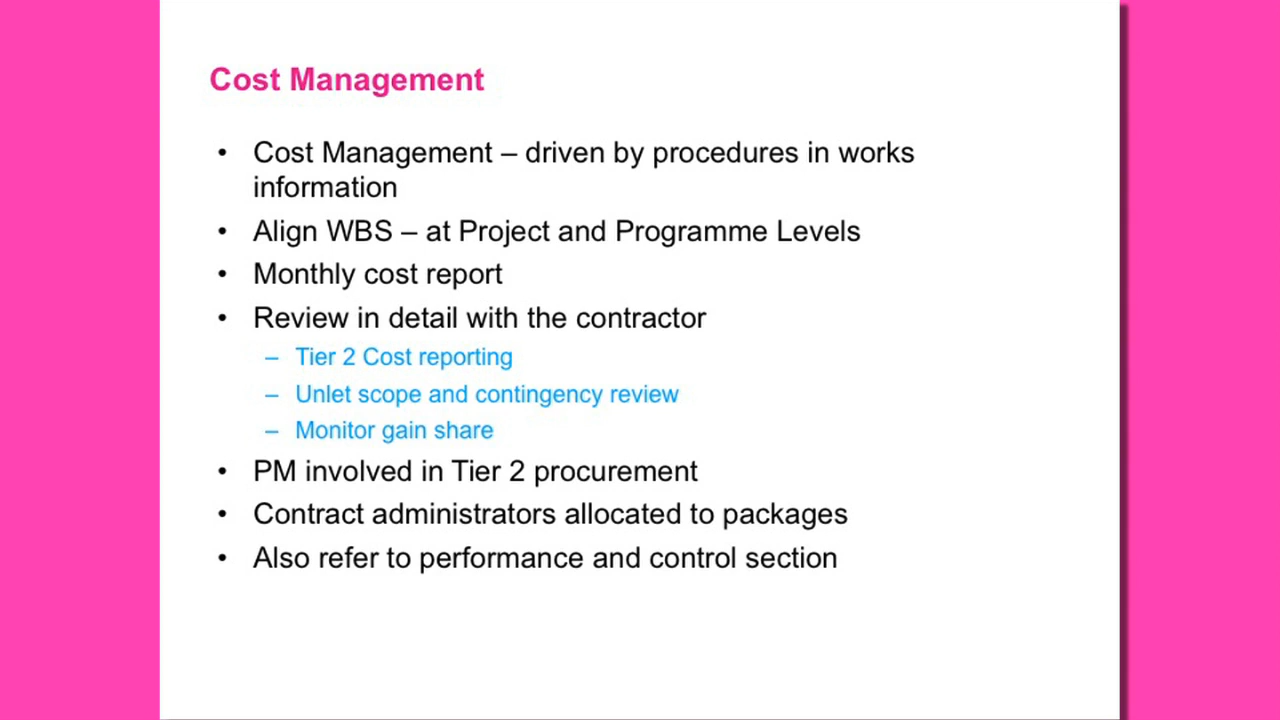 Cost Management
• Cost Management – driven by procedures in works
information
• Align WBS – at Project and Programme Levels
• Monthly cost report
• Review in detail with the contractor
– Tier 2 Cost reporting
– Unlet scope and contingency review
– Monitor gain share
• PM involved in Tier 2 procurement
• Contract administrators allocated to packages
• Also refer to performance and control section